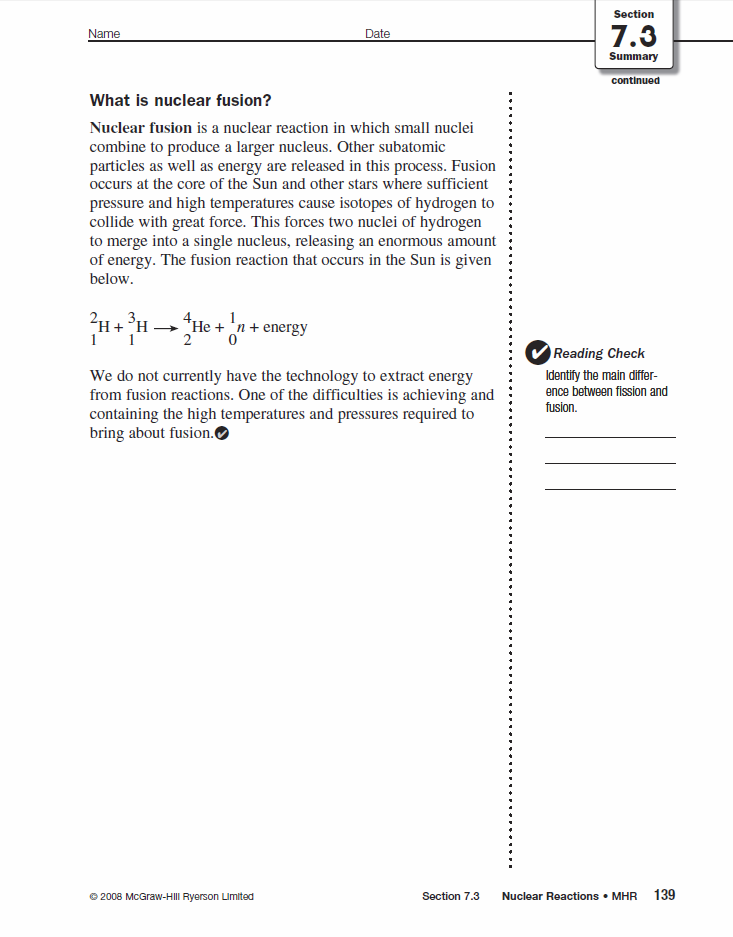 Name Date
Section
7.3
Summary
continued
What is nuclear fusion?
Nuclear fusion is a nuclear reaction in which small nuclei
combine to produce a larger nucleus. Other subatomic
particles as well as energy are released in this process. Fusion
occurs at the core of the Sun and other stars where sufficient
pressure and high temperatures cause isotopes of hydrogen to
collide with great force. This forces two nuclei of hydrogen
to merge into a single nucleus, releasing an enormous amount
of energy. The fusion reaction that occurs in the Sun is given
below.
²₁H + ³₁H ⟶ ⁴₂He + ¹₀n + energy
We do not currently have the technology to extract energy
from fusion reactions. One of the difficulties is achieving and
containing the high temperatures and pressures required to
bring about fusion.✔
✔ Reading Check
Identify the main differ-
ence between fission and
fusion.
© 2008 McGraw-Hill Ryerson Limited Section 7.3 Nuclear Reactions • MHR 139